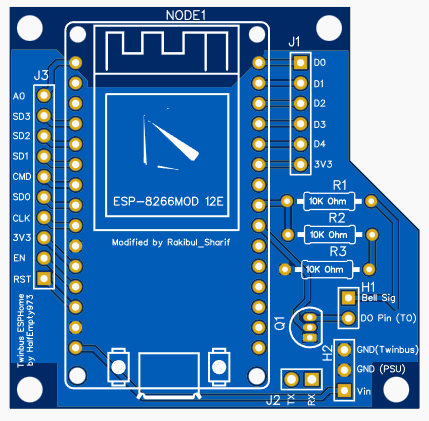 NODE1
J3
A0
SD3
SD2
SD1
CMD
SD0
CLK
3V3
EN
RST
J1
D0
D1
D2
D3
D4
3V3
ESP-8266MOD 12E
Modified by Rakibul_Sharif
R1
10K Ohm
R2
10K Ohm
R3
10K Ohm
H1
Bell Sig
DO Pin (TO)
Q1
H2
GND(Twinbus)
GND (PSU)
Vin
J2
TX
RX
Twinbus ESPHome
by HalfEmpty973